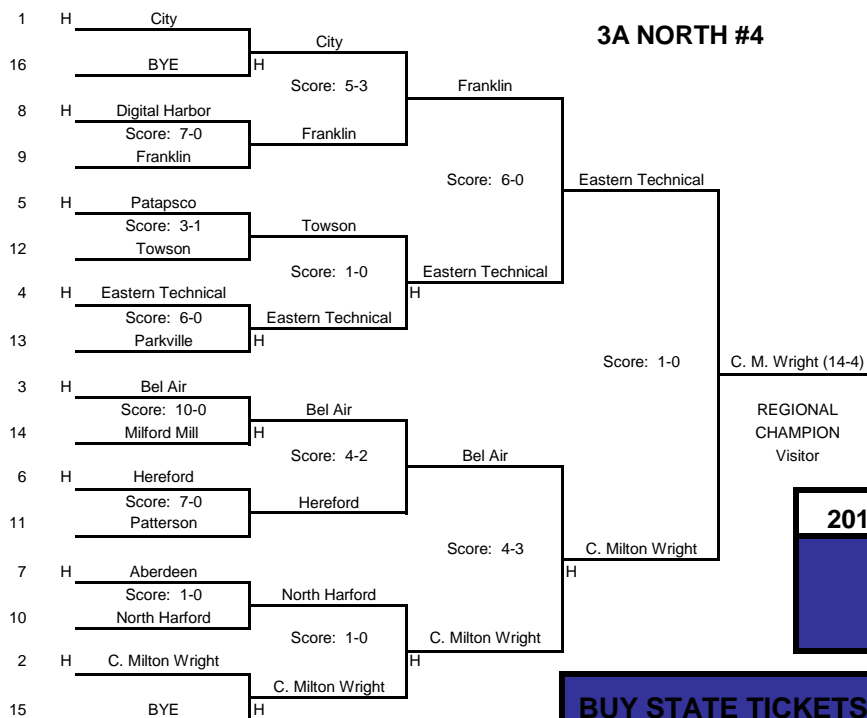 3A NORTH #4
1 H City
City
16 BYE H
Score: 5-3
Franklin
8 H Digital Harbor
Score: 7-0
Franklin
9 Franklin
Score: 6-0
Eastern Technical
5 H Patapsco
Score: 3-1
Towson
12 Towson
Score: 1-0
Eastern Technical
H
4 H Eastern Technical
Score: 6-0
Eastern Technical
13 Parkville H
Score: 1-0
C. M. Wright (14-4)
REGIONAL
CHAMPION
Visitor
3 H Bel Air
Score: 10-0
Bel Air
14 Milford Mill H
Score: 4-2
Bel Air
6 H Hereford
Score: 7-0
Hereford
11 Patterson
Score: 4-3
C. Milton Wright
H
7 H Aberdeen
Score: 1-0
North Harford
10 North Harford
Score: 1-0
C. Milton Wright
H
2 H C. Milton Wright
C. Milton Wright
15 BYE H
201
BUY STATE TICKETS